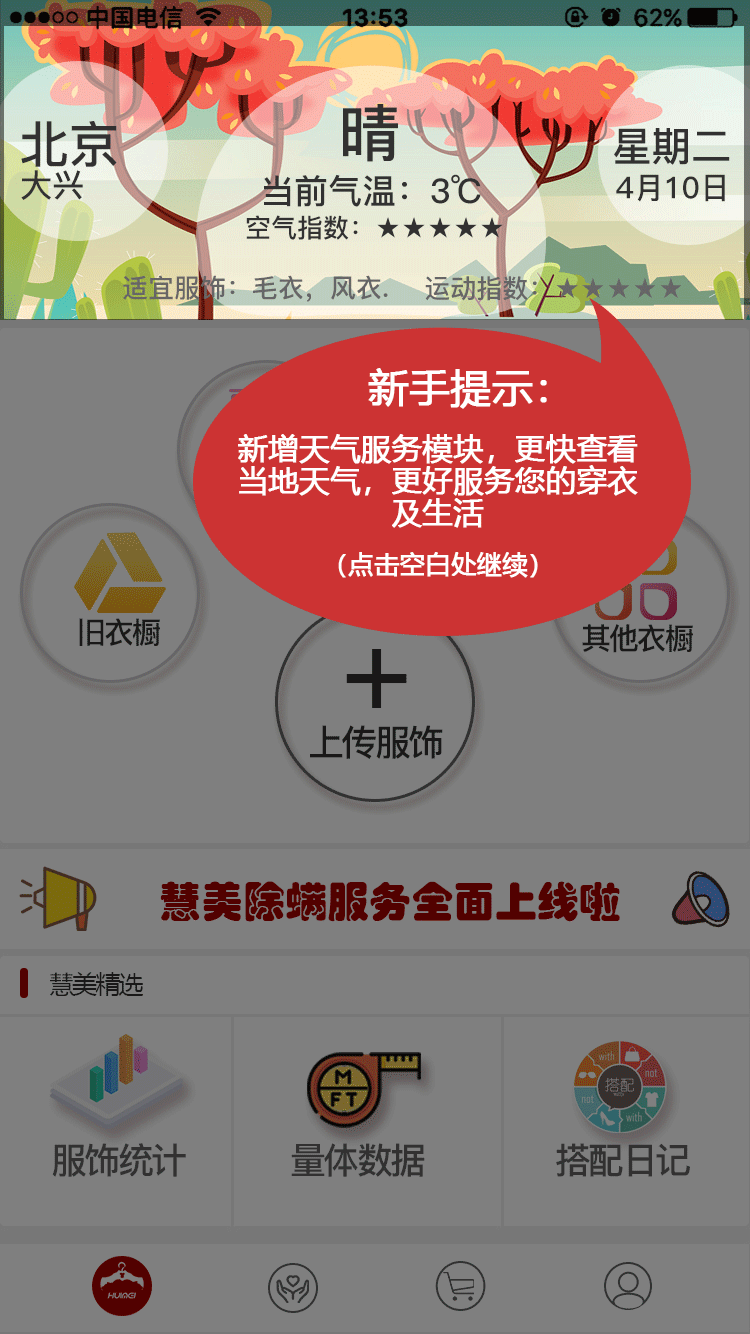 中国电信 13:53 62%
北京
大兴
晴
当前气温：3℃
空气指数：★★★★★
星期二
4月10日
适宜服饰：毛衣，风衣. 运动指数：★★★★★
新手提示：
新增天气服务模块，更快查看
当地天气，更好服务您的穿衣
及生活
（点击空白处继续）
旧衣橱
其他衣橱
上传服饰
慧美除螨服务全面上线啦
慧美精选
M
FT
with
not
搭配
not
with
服饰统计
量体数据
搭配日记
HUIMEI